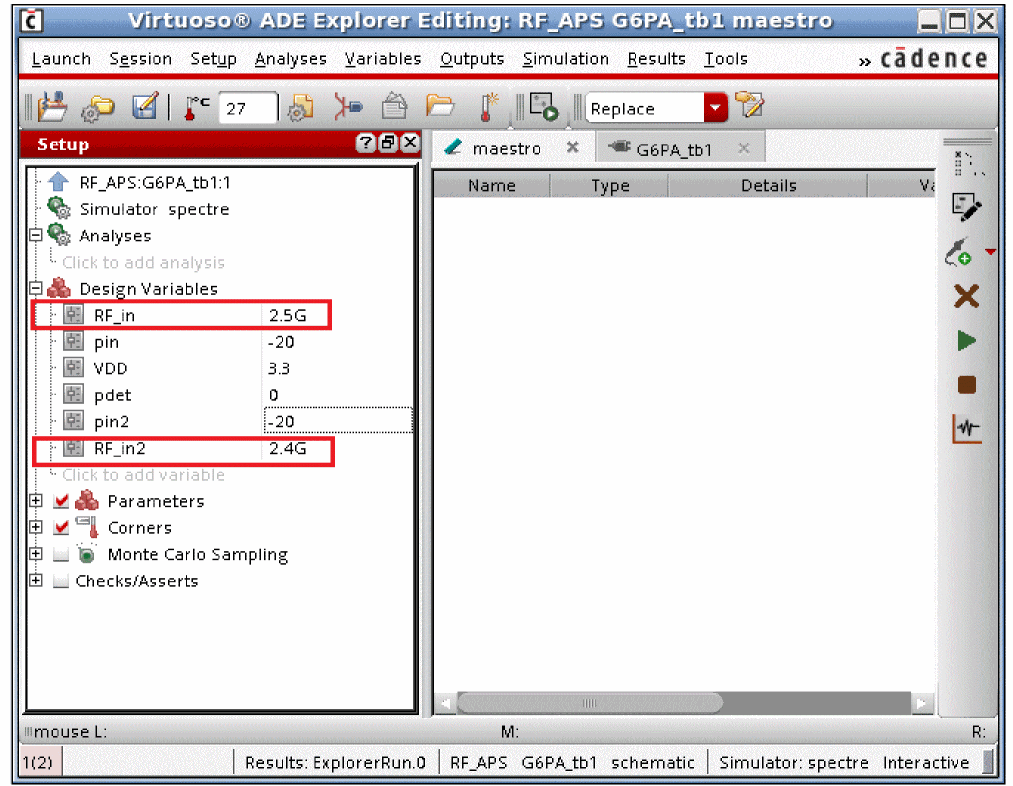 Virtuoso® ADE Explorer Editing: RF_APS G6PA_tb1 maestro
Launch Session Setup Analyses Variables Outputs Simulation Results Tools » cādence
°C 27 Replace
Setup
maestro G6PA_tb1
Name Type Details Va
RF_APS:G6PA_tb1:1
Simulator spectre
Analyses
Click to add analysis
Design Variables
RF_in 2.5G
pin -20
VDD 3.3
pdet 0
pin2 -20
RF_in2 2.4G
Click to add variable
Parameters
Corners
Monte Carlo Sampling
Checks/Asserts
mouse L: M: R:
1(2) Results: ExplorerRun.0 RF_APS G6PA_tb1 schematic Simulator: spectre Interactive